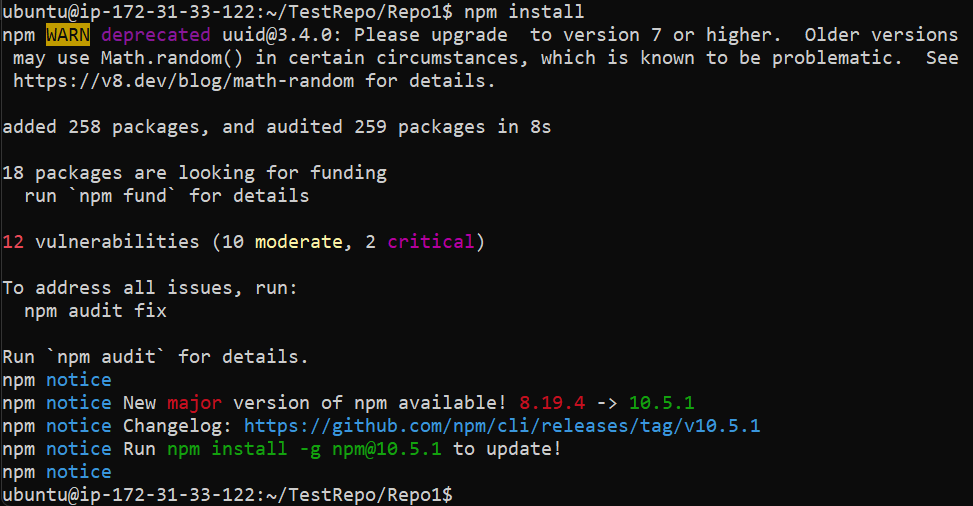 ubuntu@ip-172-31-33-122:~/TestRepo/Repo1$ npm install
npm WARN deprecated uuid@3.4.0: Please upgrade  to version 7 or higher.  Older versions
 may use Math.random() in certain circumstances, which is known to be problematic.  See
 https://v8.dev/blog/math-random for details.
added 258 packages, and audited 259 packages in 8s
18 packages are looking for funding
  run `npm fund` for details
12 vulnerabilities (10 moderate, 2 critical)
To address all issues, run:
  npm audit fix
Run `npm audit` for details.
npm notice
npm notice New major version of npm available! 8.19.4 -> 10.5.1
npm notice Changelog: https://github.com/npm/cli/releases/tag/v10.5.1
npm notice Run npm install -g npm@10.5.1 to update!
npm notice
ubuntu@ip-172-31-33-122:~/TestRepo/Repo1$